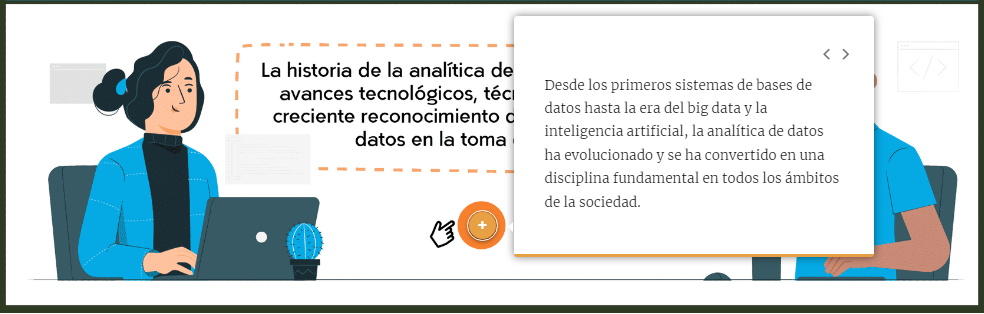 La historia de la analítica de
avances tecnológicos,
creciente reconocimiento
datos en la toma
Desde los primeros sistemas de bases de
datos hasta la era del big data y la
inteligencia artificial, la analítica de datos
ha evolucionado y se ha convertido en una
disciplina fundamental en todos los ámbitos
de la sociedad.